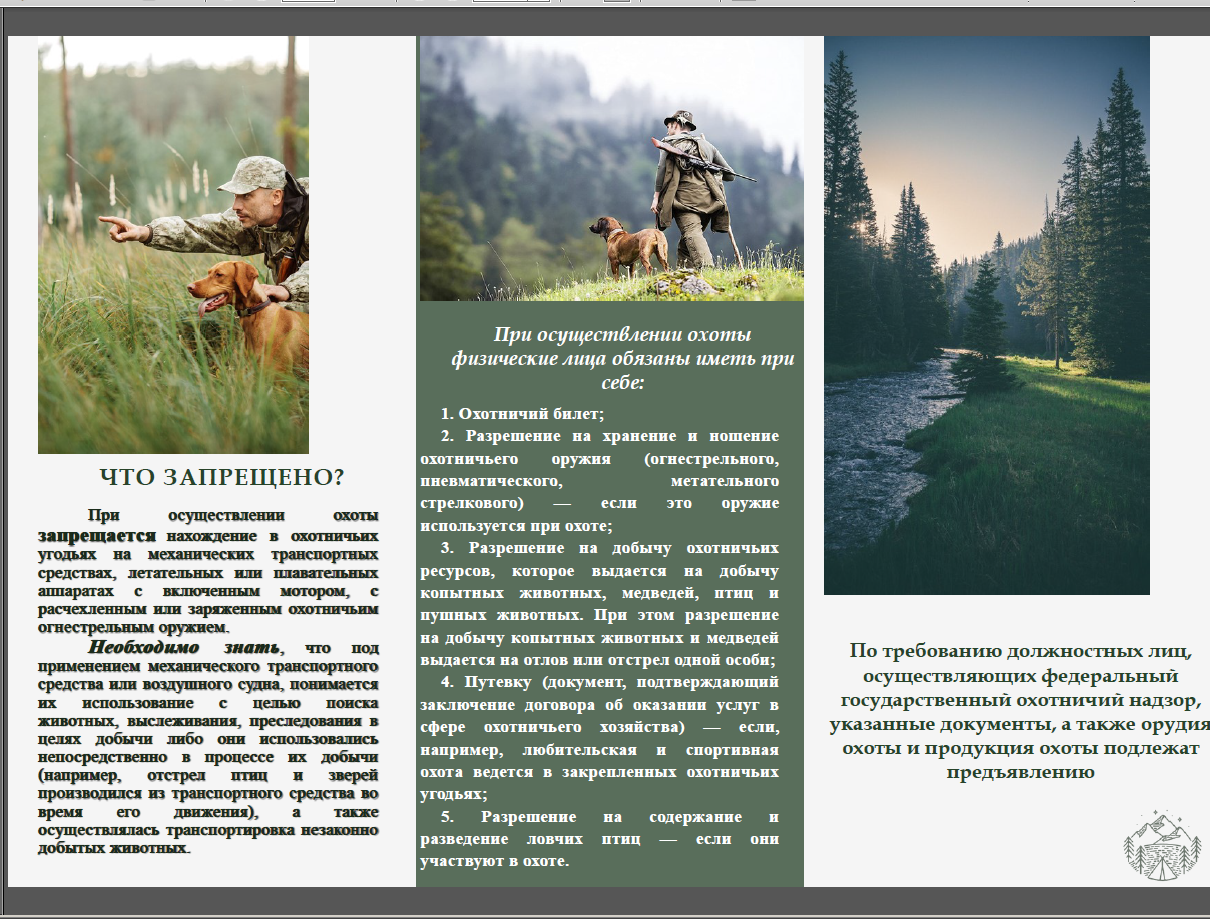 ЧТО ЗАПРЕЩЕНО?
При осуществлении охоты
запрещается нахождение в охотничьих
угодьях на механических транспортных
средствах, летательных или плавательных
аппаратах с включенным мотором, с
расчехленным или заряженным охотничьим
огнестрельным оружием.
Необходимо знать, что под
применением механического транспортного
средства или воздушного судна, понимается
их использование с целью поиска
животных, выслеживания, преследования в
целях добычи либо они использовались
непосредственно в процессе их добычи
(например, отстрел птиц и зверей
производился из транспортного средства во
время его движения), а также
осуществлялась транспортировка незаконно
добытых животных.
При осуществлении охоты
физические лица обязаны иметь при
себе:
1. Охотничий билет;
2. Разрешение на хранение и ношение
охотничьего оружия (огнестрельного,
пневматического, метательного
стрелкового) — если это оружие
используется при охоте;
3. Разрешение на добычу охотничьих
ресурсов, которое выдается на добычу
копытных животных, медведей, птиц и
пушных животных. При этом разрешение
на добычу копытных животных и медведей
выдается на отлов или отстрел одной особи;
4. Путевку (документ, подтверждающий
заключение договора об оказании услуг в
сфере охотничьего хозяйства) — если,
например, любительская и спортивная
охота ведется в закрепленных охотничьих
угодьях;
5. Разрешение на содержание и
разведение ловчих птиц — если они
участвуют в охоте.
По требованию должностных лиц,
осуществляющих федеральный
государственный охотничий надзор,
указанные документы, а также орудия
охоты и продукция охоты подлежат
предъявлению